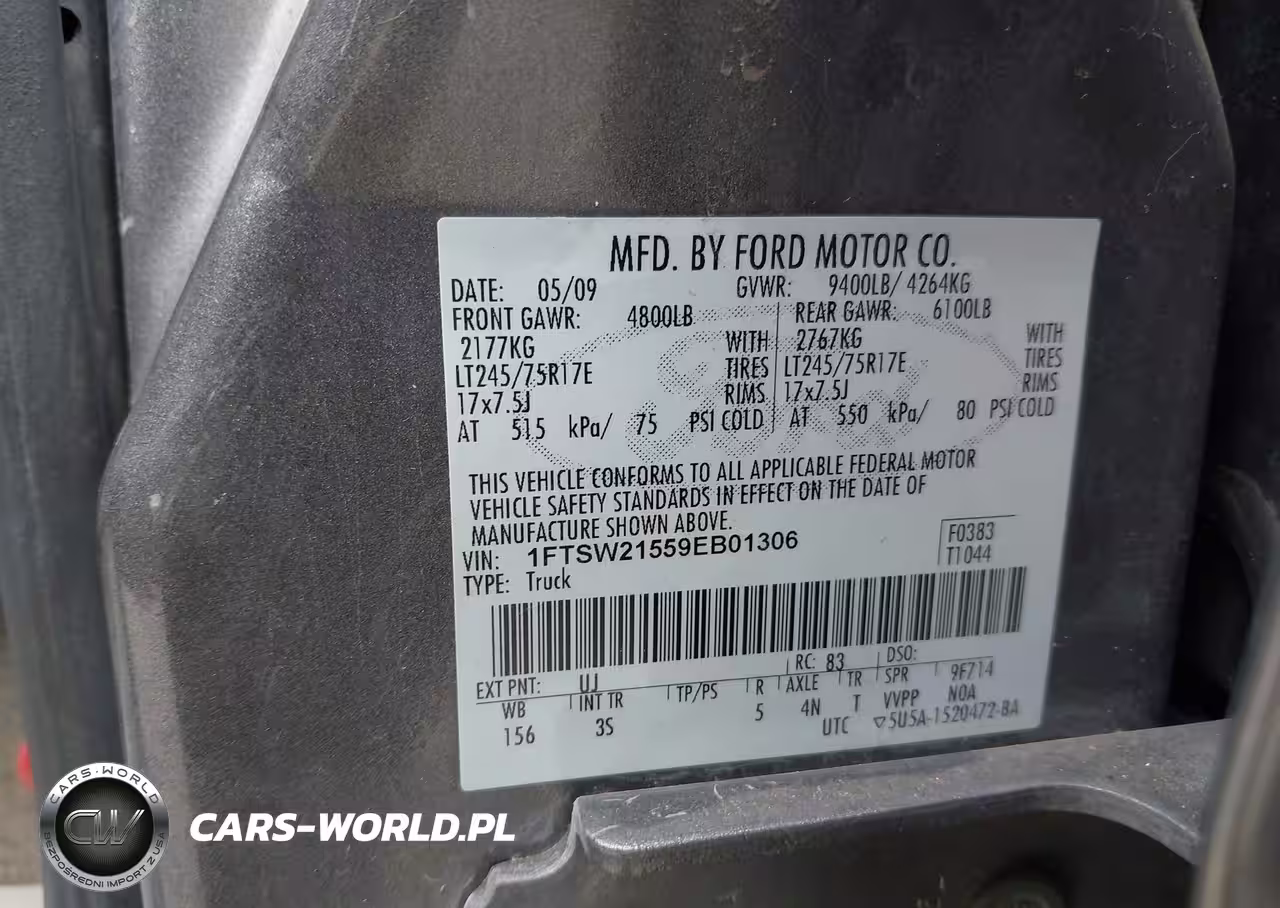 MFD. BY FORD MOTOR CO.
DATE: 05/09 GVWR: 9400LB/ 4264KG
FRONT GAWR: 4800LB REAR GAWR: 6100LB
2177KG WITH 2767KG WITH
LT245/75R17E TIRES LT245/75R17E TIRES
17x7.5J RIMS 17x7.5J RIMS
AT 515 kPa/ 75 PSI COLD AT 550 kPa/ 80 PSI COLD
THIS VEHICLE CONFORMS TO ALL APPLICABLE FEDERAL MOTOR
VEHICLE SAFETY STANDARDS IN EFFECT ON THE DATE OF
MANUFACTURE SHOWN ABOVE.
VIN: 1FTSW21559EB01306 F0383
TYPE: Truck T1044
EXT PNT: UJ RC: 83 DSO:
WB INT TR TP/PS R AXLE TR SPR 9F714
156 3S 5 4N T VVPP NOA
UTC ▽5U5A-1520472-BA
CARS-WORLD
CW
BEZPOŚREDNI IMPORT Z USA
CARS-WORLD.PL